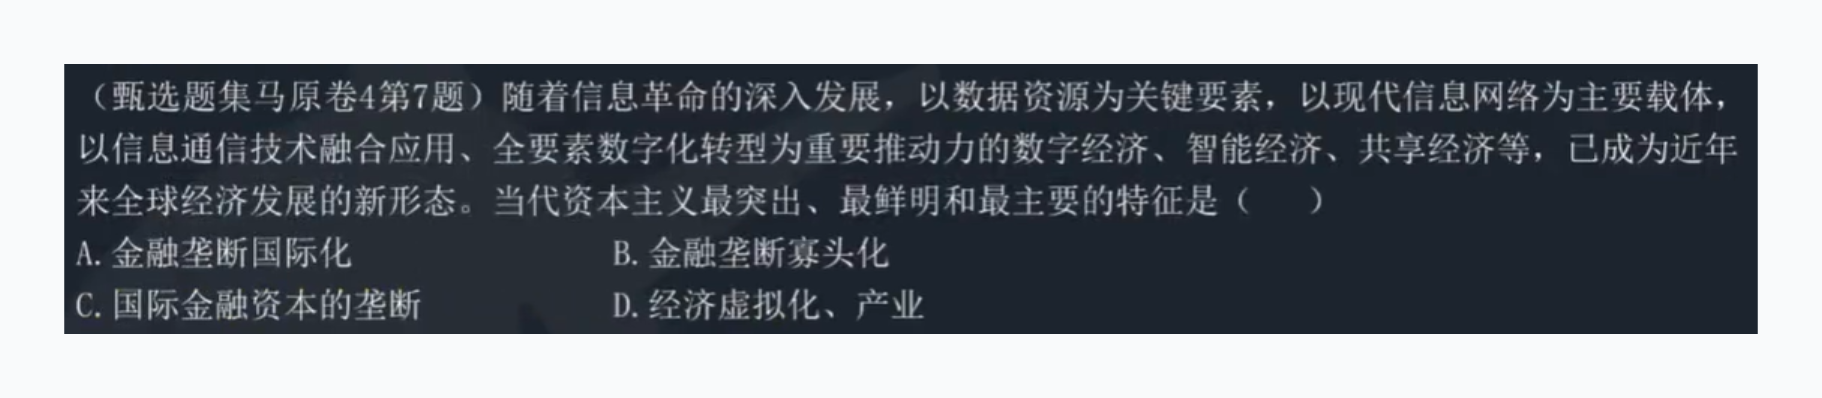 （甄选题集马原卷4第7题）随着信息革命的深入发展，以数据资源为关键要素，以现代信息网络为主要载体，
以信息通信技术融合应用、全要素数字化转型为重要推动力的数字经济、智能经济、共享经济等，已成为近年
来全球经济发展的新形态。当代资本主义最突出、最鲜明和最主要的特征是（　　）
A.金融垄断国际化　　B.金融垄断寡头化
C.国际金融资本的垄断　　D.经济虚拟化、产业